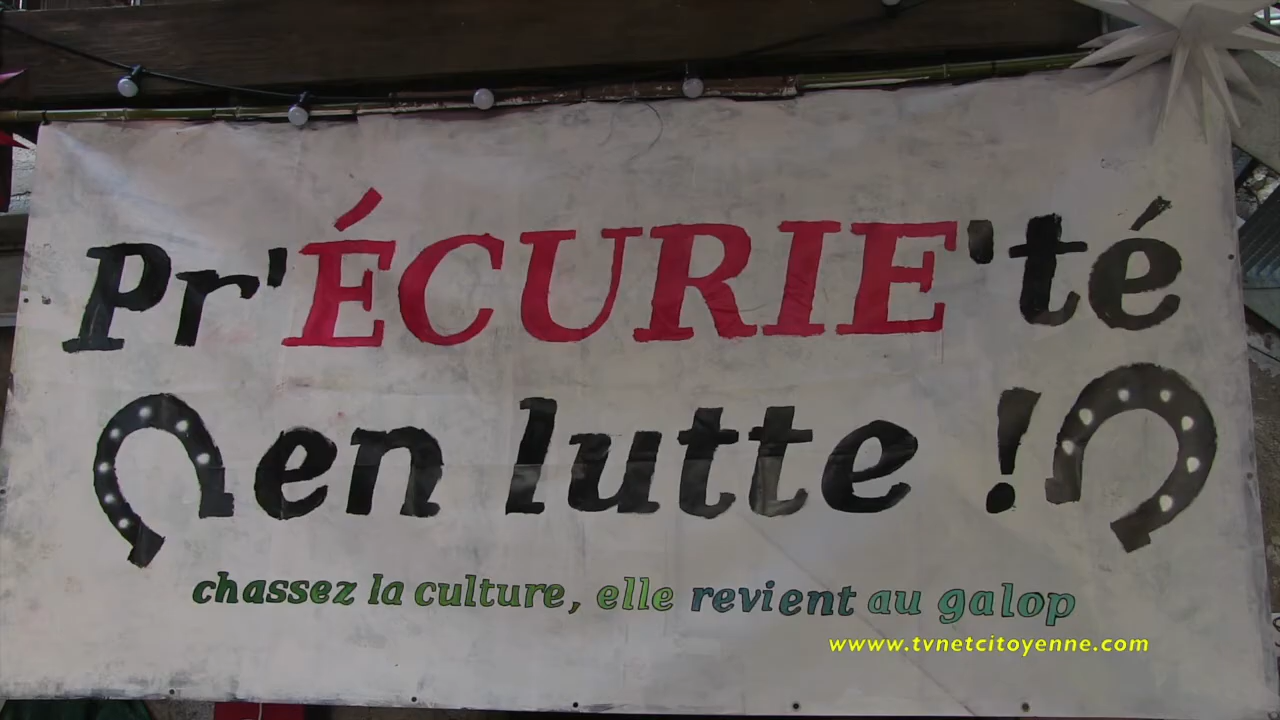 Pr'ÉCURIE'té
en lutte !
chassez la culture, elle revient au galop
www.tvnetcitoyenne.com